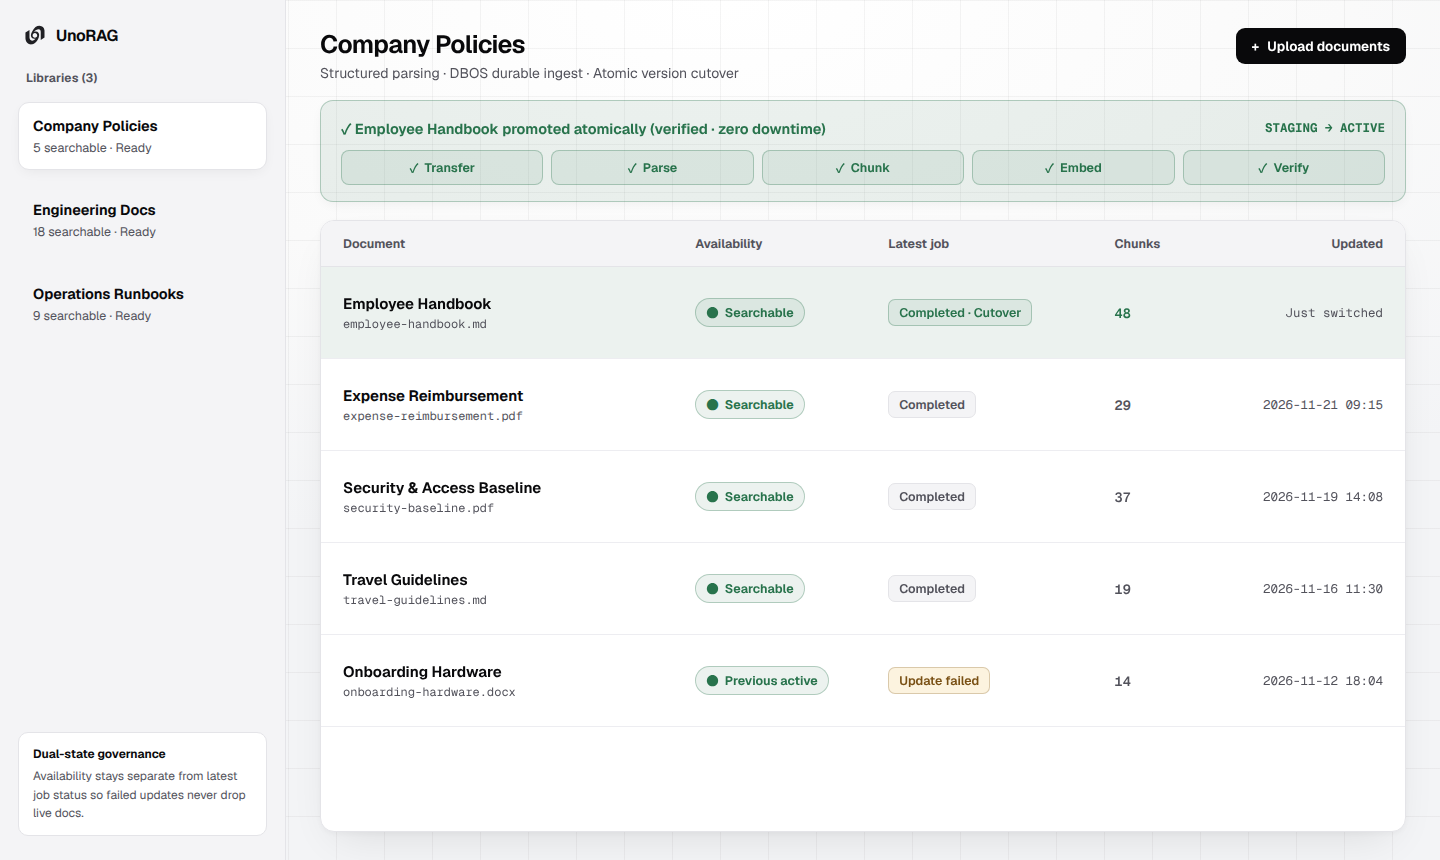 UnoRAG
Libraries (3)
Company Policies
5 searchable · Ready
Engineering Docs
18 searchable · Ready
Operations Runbooks
9 searchable · Ready
Dual-state governance
Availability stays separate from latest
job status so failed updates never drop
live docs.
Company Policies
Structured parsing · DBOS durable ingest · Atomic version cutover
+ Upload documents
✓ Employee Handbook promoted atomically (verified · zero downtime)
STAGING → ACTIVE
✓ Transfer
✓ Parse
✓ Chunk
✓ Embed
✓ Verify
Document Availability Latest job Chunks Updated
Employee Handbook
employee-handbook.md
Searchable
Completed · Cutover
48
Just switched
Expense Reimbursement
expense-reimbursement.pdf
Searchable
Completed
29
2026-11-21 09:15
Security & Access Baseline
security-baseline.pdf
Searchable
Completed
37
2026-11-19 14:08
Travel Guidelines
travel-guidelines.md
Searchable
Completed
19
2026-11-16 11:30
Onboarding Hardware
onboarding-hardware.docx
Previous active
Update failed
14
2026-11-12 18:04